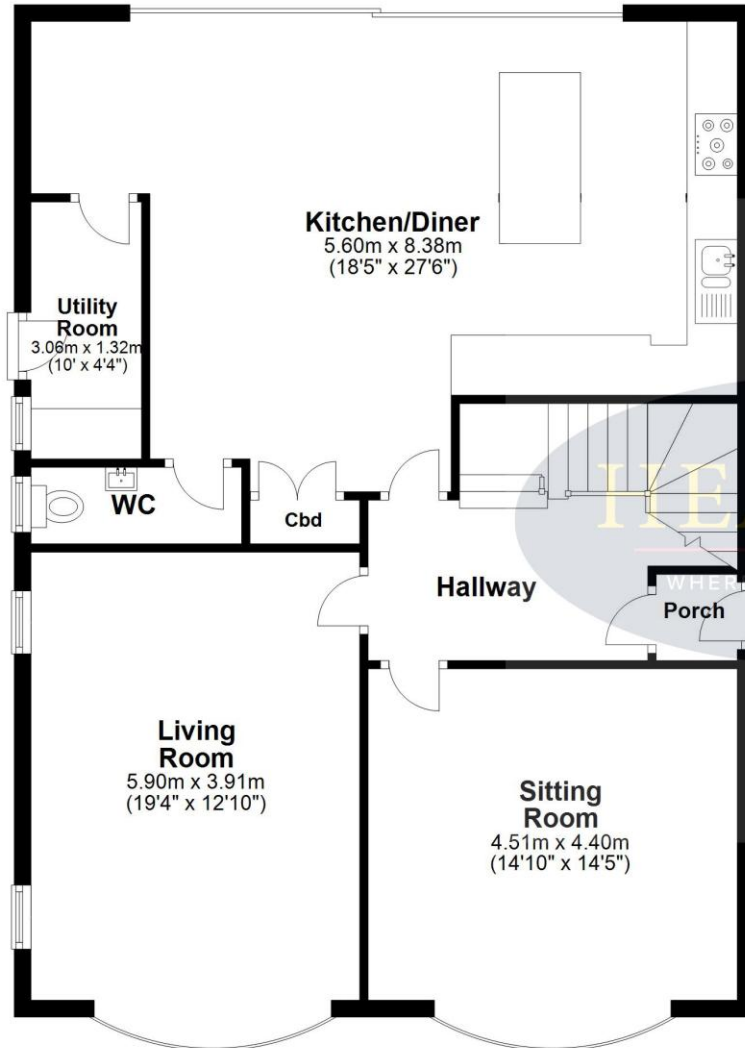 Kitchen/Diner
5.60m x 8.38m
(18'5" x 27'6")
Utility
Room
3.06m x 1.32m
(10' x 4'4")
WC
Cbd
Hallway
Porch
WHER
Living
Room
5.90m x 3.91m
(19'4" x 12'10")
Sitting
Room
4.51m x 4.40m
(14'10" x 14'5")